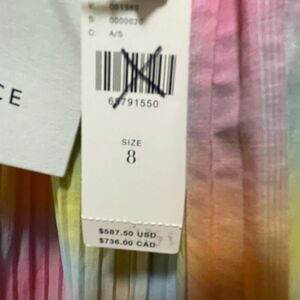 S: 0000020
C: A/S
CE
65791550
SIZE
8
$587.50 USD
$736.00 CAD